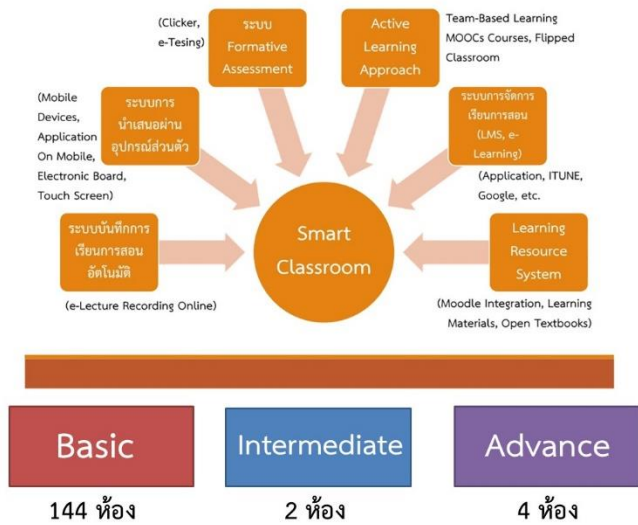 (Clicker,
e-Tesing)
ระบบ
Formative
Assessment
Active
Learning
Approach
Team-Based Learning
MOOCs Courses, Flipped
Classroom
(Mobile
Devices,
Application
On Mobile,
Electronic Board,
Touch Screen)
ระบบการ
นำเสนอผ่าน
อุปกรณ์ส่วนตัว
ระบบการจัดการ
เรียนการสอน
(LMS, e-
Learning)
(Application, ITUNE,
Google, etc.
ระบบบันทึกการ
เรียนการสอน
อัตโนมัติ
(e-Lecture Recording Online)
Smart
Classroom
Learning
Resource
System
(Moodle Integration, Learning
Materials, Open Textbooks)
Basic
Intermediate
Advance
144 ห้อง
2 ห้อง
4 ห้อง